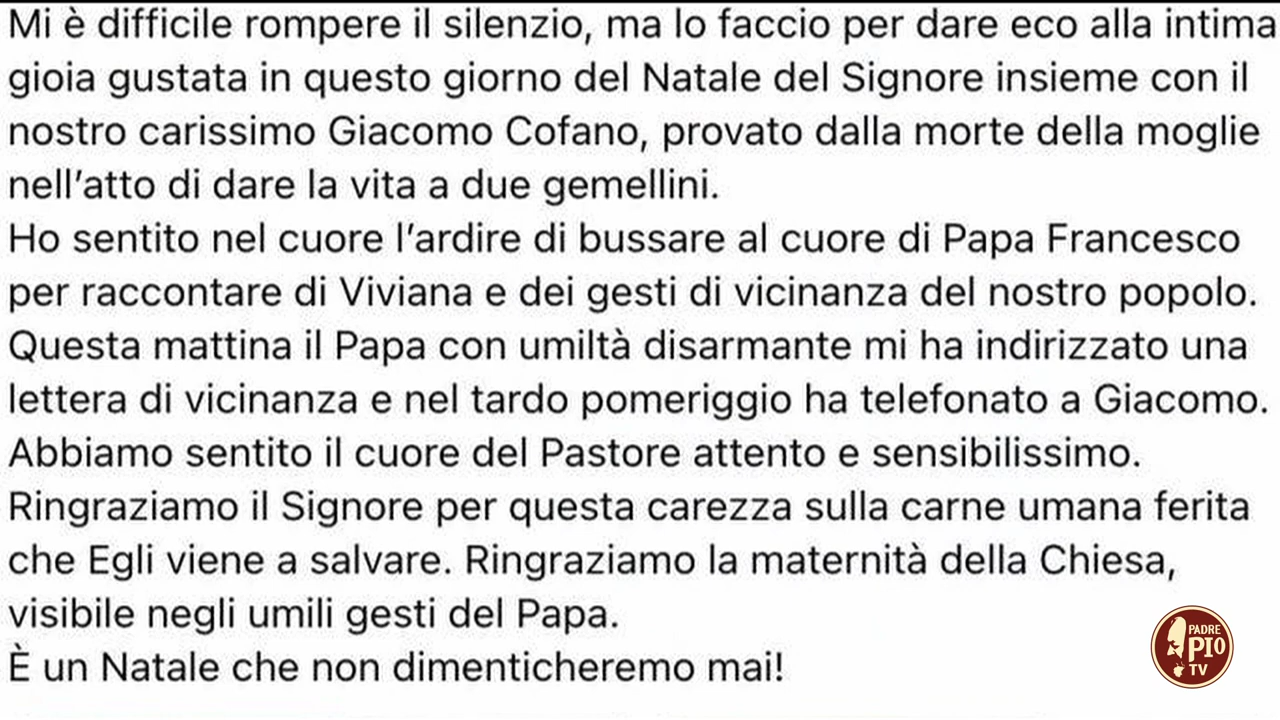 Mi è difficile rompere il silenzio, ma lo faccio per dare eco alla intima
gioia gustata in questo giorno del Natale del Signore insieme con il
nostro carissimo Giacomo Cofano, provato dalla morte della moglie
nell’atto di dare la vita a due gemellini.
Ho sentito nel cuore l’ardire di bussare al cuore di Papa Francesco
per raccontare di Viviana e dei gesti di vicinanza del nostro popolo.
Questa mattina il Papa con umiltà disarmante mi ha indirizzato una
lettera di vicinanza e nel tardo pomeriggio ha telefonato a Giacomo.
Abbiamo sentito il cuore del Pastore attento e sensibilissimo.
Ringraziamo il Signore per questa carezza sulla carne umana ferita
che Egli viene a salvare. Ringraziamo la maternità della Chiesa,
visibile negli umili gesti del Papa.
È un Natale che non dimenticheremo mai!
PADRE
PIO
TV